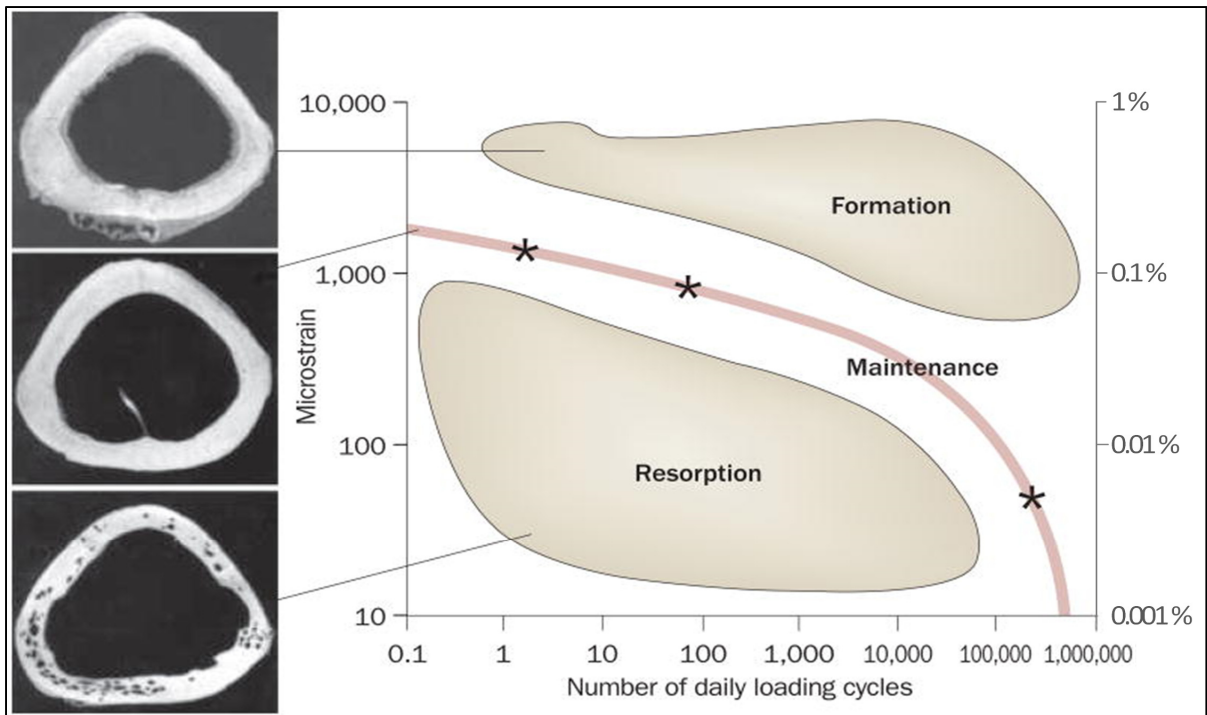 10,000
1,000
100
10
Microstrain
Formation
Maintenance
Resorption
1%
0.1%
0.01%
0.001%
0.1 1 10 100 1,000 10,000 100,000 1,000,000
Number of daily loading cycles